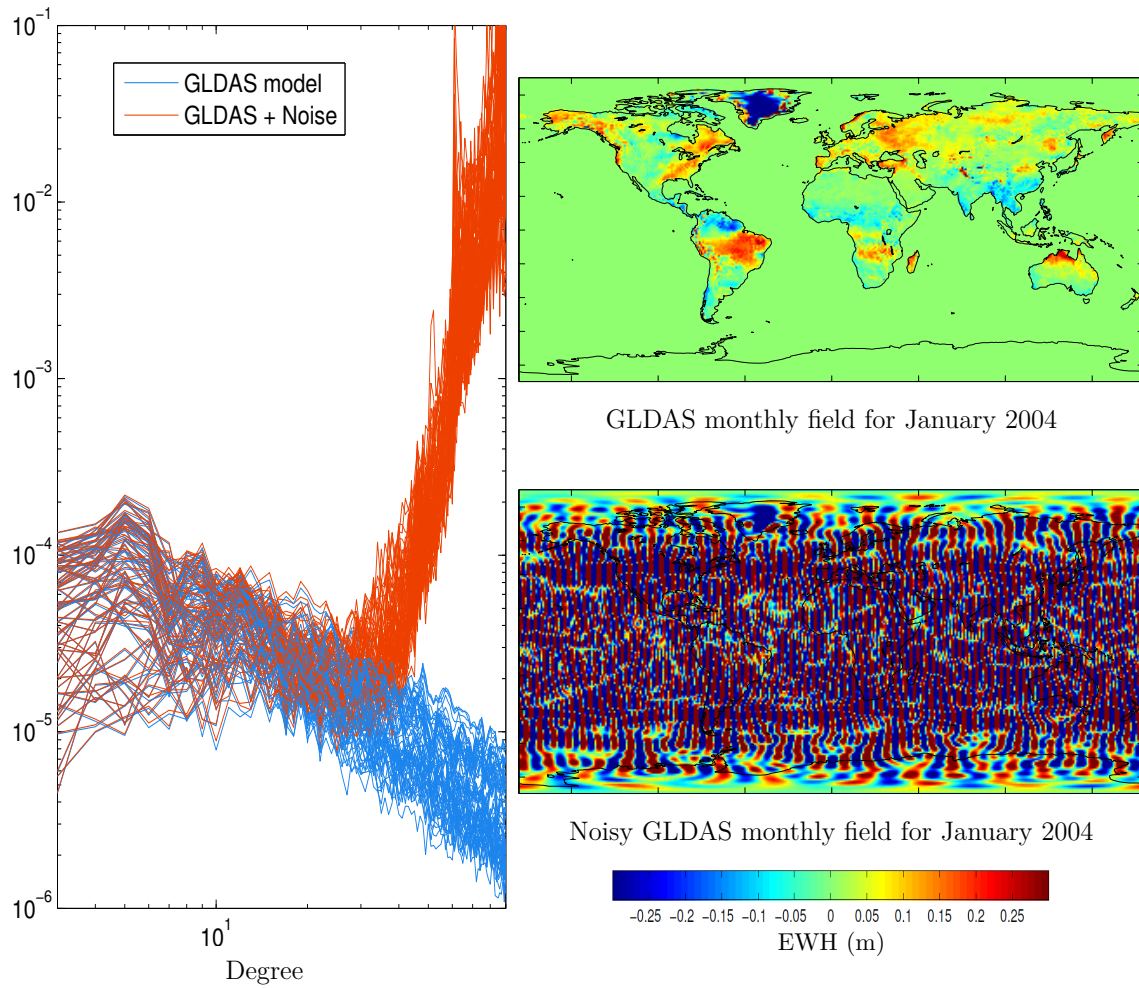 10^-1
10^-2
10^-3
10^-4
10^-5
10^-6
10^1
Degree
GLDAS model
GLDAS + Noise
GLDAS monthly field for January 2004
Noisy GLDAS monthly field for January 2004
-0.25 -0.2 -0.15 -0.1 -0.05 0 0.05 0.1 0.15 0.2 0.25
EWH (m)